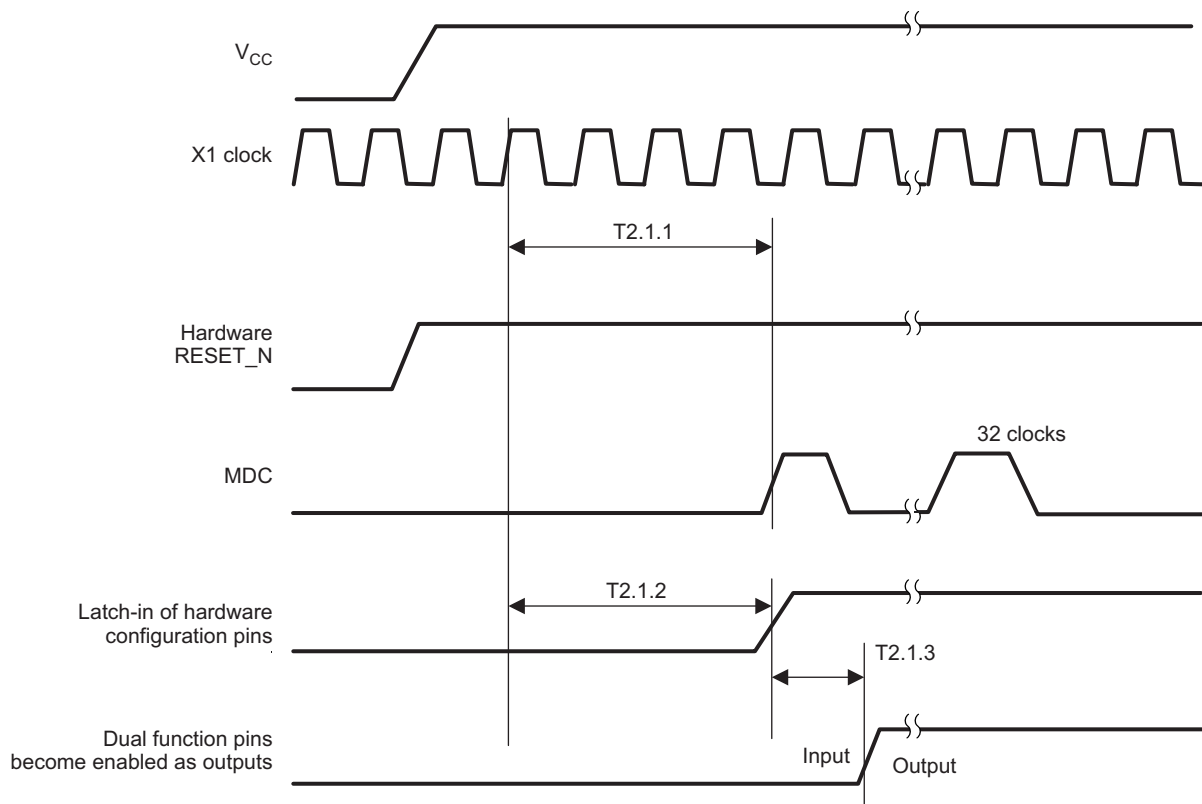 V_CC
X1 clock
T2.1.1
Hardware
RESET_N
32 clocks
MDC
T2.1.2
Latch-in of hardware
configuration pins
T2.1.3
Dual function pins
become enabled as outputs
Input
Output